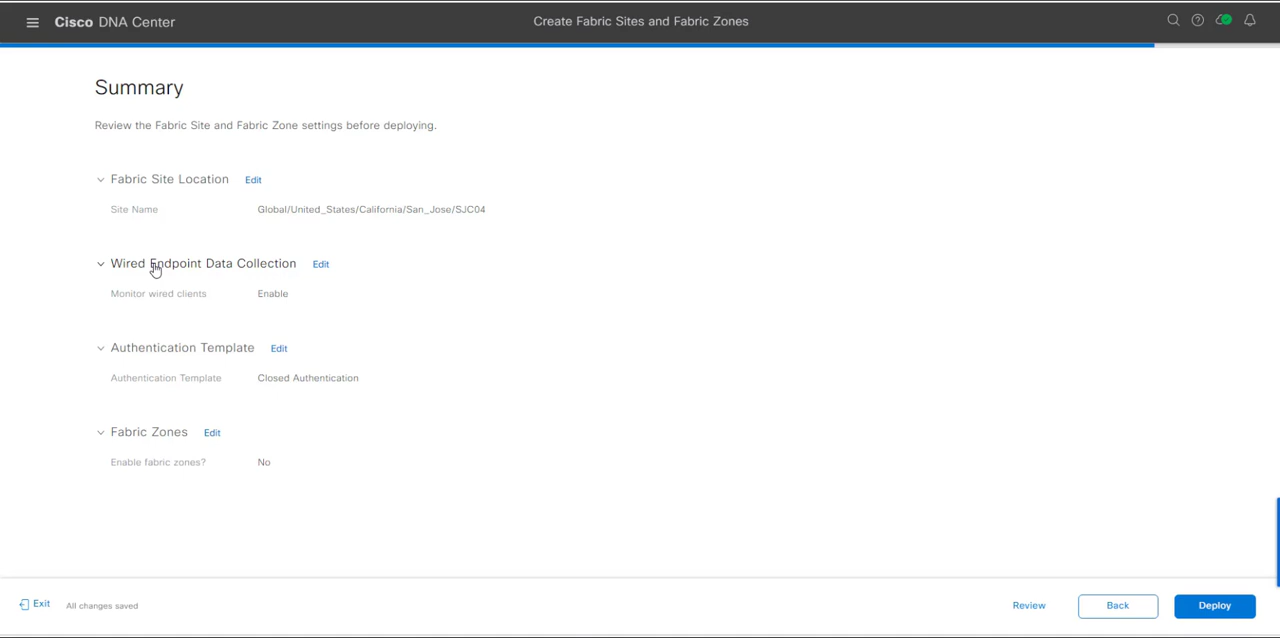 Cisco DNA Center
Create Fabric Sites and Fabric Zones
Summary
Review the Fabric Site and Fabric Zone settings before deploying.
Fabric Site Location Edit
Site Name Global/United_States/California/San_Jose/SJC04
Wired Endpoint Data Collection Edit
Monitor wired clients Enable
Authentication Template Edit
Authentication Template Closed Authentication
Fabric Zones Edit
Enable fabric zones? No
Exit All changes saved Review Back Deploy